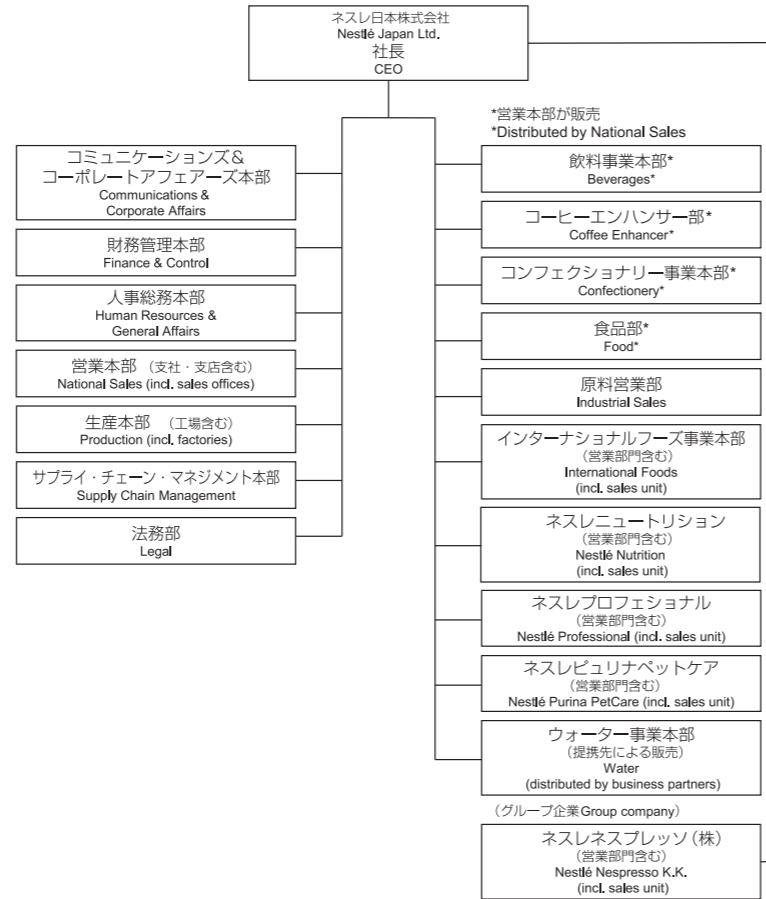 ネスレ日本株式会社
Nestlé Japan Ltd.
社長
CEO
コミュニケーションズ&
コーポレートアフェアーズ本部
Communications &
Corporate Affairs
財務管理本部
Finance & Control
人事総務本部
Human Resources &
General Affairs
営業本部 （支社・支店含む）
National Sales (incl. sales offices)
生産本部 （工場含む）
Production (incl. factories)
サプライ・チェーン・マネジメント本部
Supply Chain Management
法務部
Legal
*営業本部が販売
*Distributed by National Sales
飲料事業本部*
Beverages*
コーヒーエンハンサー部*
Coffee Enhancer*
コンフェクショナリー事業本部*
Confectionery*
食品部*
Food*
原料営業部
Industrial Sales
インターナショナルフーズ事業本部
（営業部門含む）
International Foods
(incl. sales unit)
ネスレニュートリション
（営業部門含む）
Nestlé Nutrition
(incl. sales unit)
ネスレプロフェショナル
（営業部門含む）
Nestlé Professional (incl. sales unit)
ネスレピュリナペットケア
（営業部門含む）
Nestlé Purina PetCare (incl. sales unit)
ウォーター事業本部
（提携先による販売）
Water
(distributed by business partners)
（グループ企業Group company）
ネスレネスプレッソ（株）
（営業部門含む）
Nestlé Nespresso K.K.
(incl. sales unit)